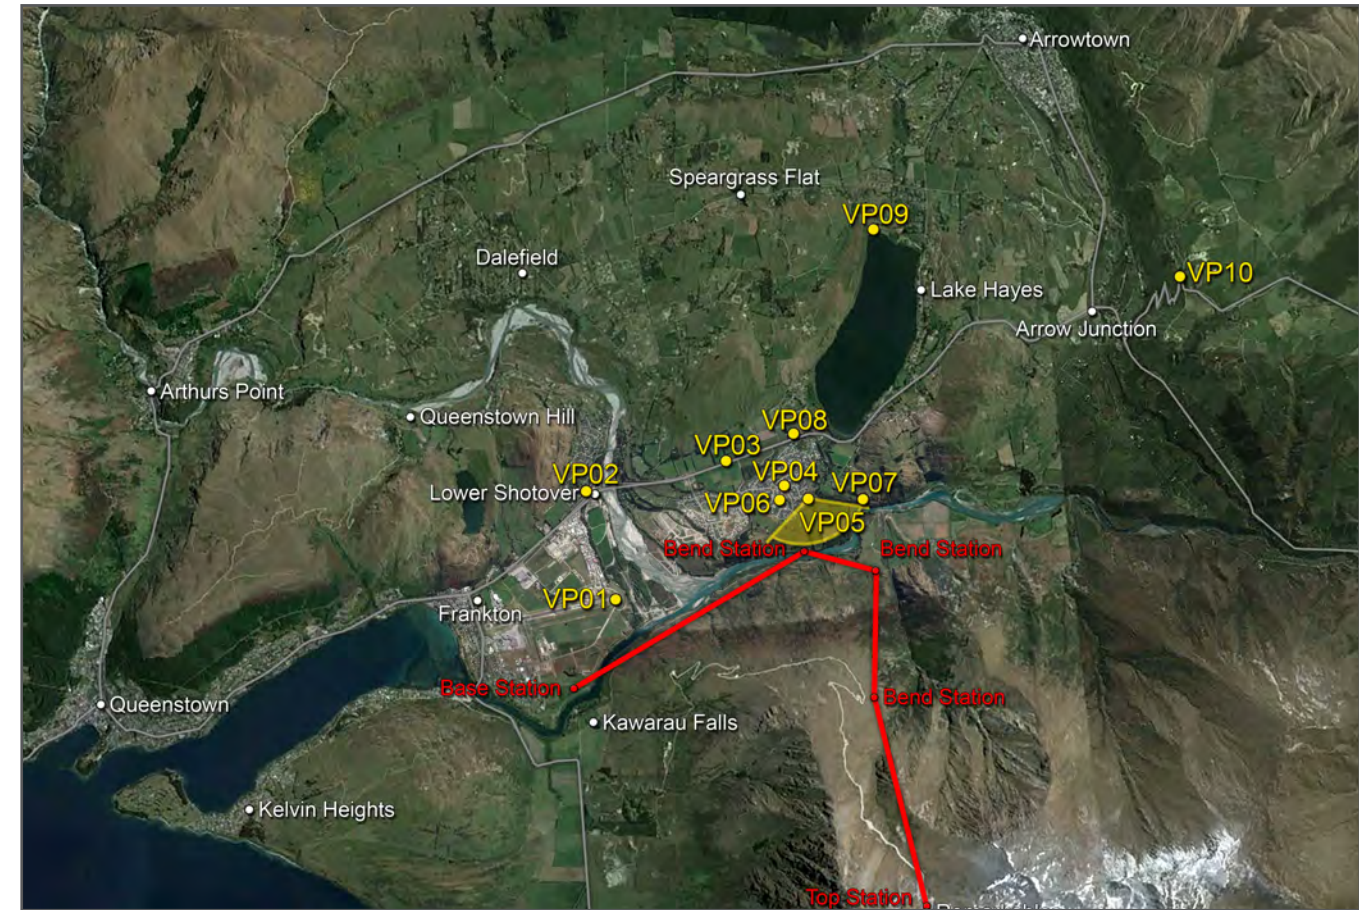 Arrowtown
Speargrass Flat
VP09
Dalefield
VP10
Lake Hayes
Arrow Junction
Arthurs Point
Queenstown Hill
VP08
VP03
VP02
Lower Shotover
VP04
VP07
VP06
VP05
Bend Station
Bend Station
VP01
Frankton
Base Station
Bend Station
Queenstown
Kawarau Falls
Kelvin Heights
Top Station